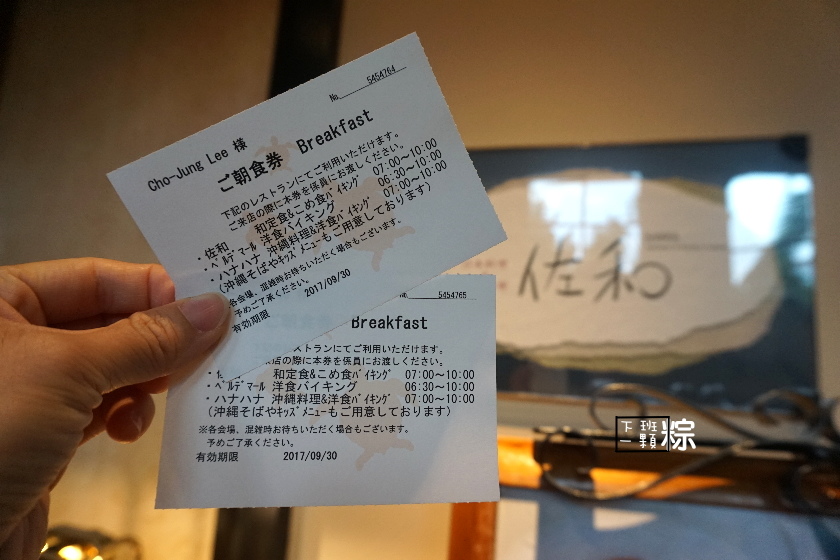 No. 5454764
Cho-Jung Lee 様
ご朝食券 Breakfast
下記のレストランにてご利用いただけます。
ご来店の際に本券を係員にお渡しください。
・佐和 和定食&こめ食ﾊﾞｲｷﾝｸﾞ 07:00～10:00
・ﾍﾞﾙﾃﾞﾏｰﾙ 洋食バイキング 06:30～10:00
・ハナハナ 沖縄料理&洋食ﾊﾞｲｷﾝｸﾞ 07:00～10:00
(沖縄そばやｷｯｽﾞメニューもご用意しております)
各会場、混雑時お待ちいただく場合もございます。
予めご了承ください。
有効期限 2017/09/30
No. 5454765
Breakfast
ストランにてご利用いただけます。
店の際に本券を係員にお渡しください。
和定食&こめ食ﾊﾞｲｷﾝｸﾞ 07:00～10:00
・ﾍﾞﾙﾃﾞﾏｰﾙ 洋食バイキング 06:30～10:00
・ハナハナ 沖縄料理&洋食ﾊﾞｲｷﾝｸﾞ 07:00～10:00
(沖縄そばやｷｯｽﾞメニューもご用意しております)
※各会場、混雑時お待ちいただく場合もございます。
予めご了承ください。
有効期限 2017/09/30
佐和
下班
一顆粽